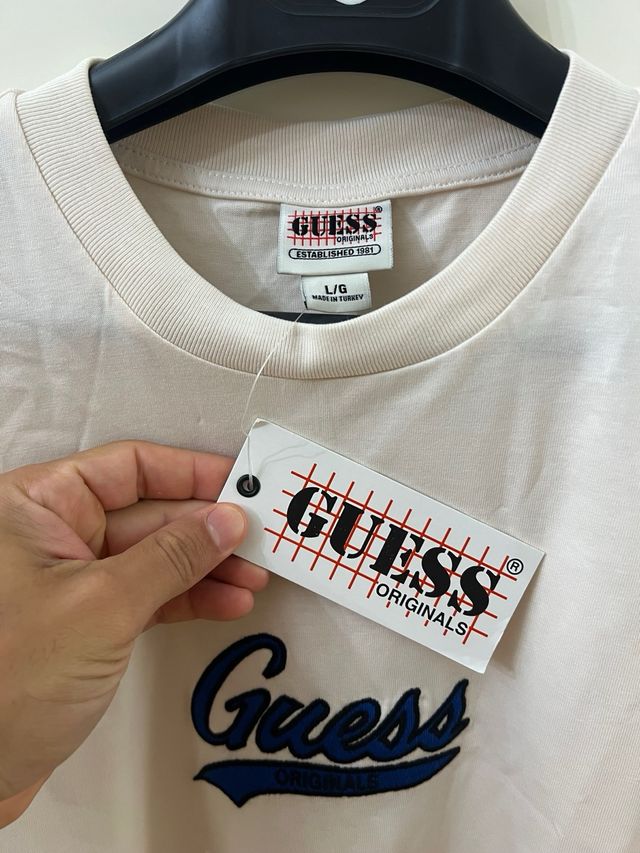 GUESS®
ORIGINALS
ESTABLISHED 1981
L/G
MADE IN TURKEY
GUESS®
ORIGINALS
Guess
ORIGINALS